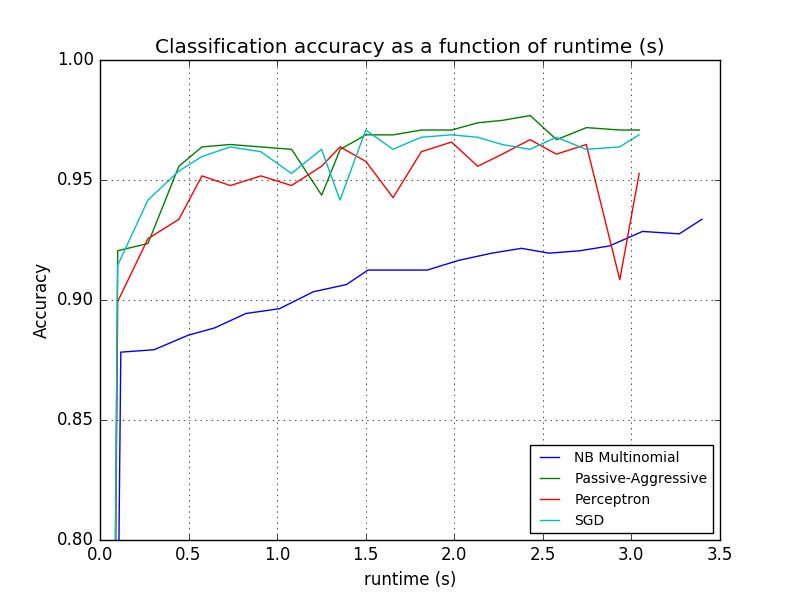 Classification accuracy as a function of runtime (s)
1.00
0.95
0.90
0.85
0.80
Accuracy
0.0 0.5 1.0 1.5 2.0 2.5 3.0 3.5
runtime (s)
NB Multinomial
Passive-Aggressive
Perceptron
SGD